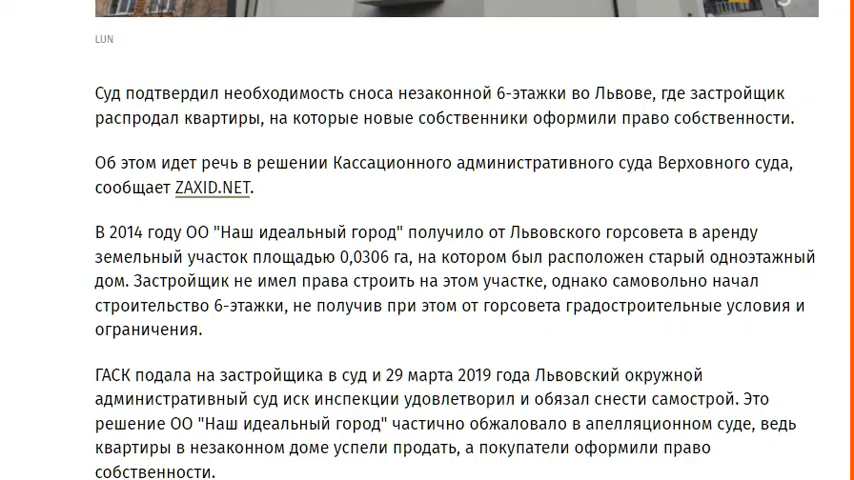 LUN
Суд подтвердил необходимость сноса незаконной 6-этажки во Львове, где застройщик
распродал квартиры, на которые новые собственники оформили право собственности.
Об этом идет речь в решении Кассационного административного суда Верховного суда,
сообщает ZAXID.NET.
В 2014 году ОО "Наш идеальный город" получило от Львовского горсовета в аренду
земельный участок площадью 0,0306 га, на котором был расположен старый одноэтажный
дом. Застройщик не имел права строить на этом участке, однако самовольно начал
строительство 6-этажки, не получив при этом от горсовета градостроительные условия и
ограничения.
ГАСК подала на застройщика в суд и 29 марта 2019 года Львовский окружной
административный суд иск инспекции удовлетворил и обязал снести самострой. Это
решение ОО "Наш идеальный город" частично обжаловало в апелляционном суде, ведь
квартиры в незаконном доме успели продать, а покупатели оформили право
собственности.